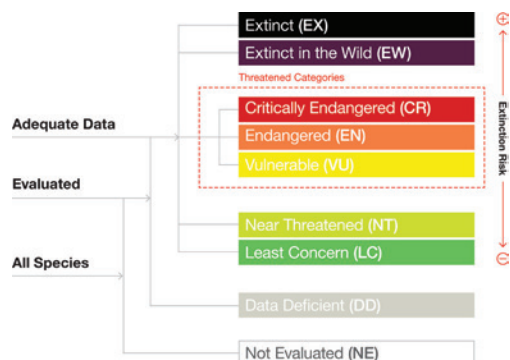 Extinct (EX)
Extinct in the Wild (EW)
Threatened Categories
Critically Endangered (CR)
Adequate Data
Endangered (EN)
Vulnerable (VU)
Extinction Risk
Evaluated
Near Threatened (NT)
Least Concern (LC)
All Species
Data Deficient (DD)
Not Evaluated (NE)